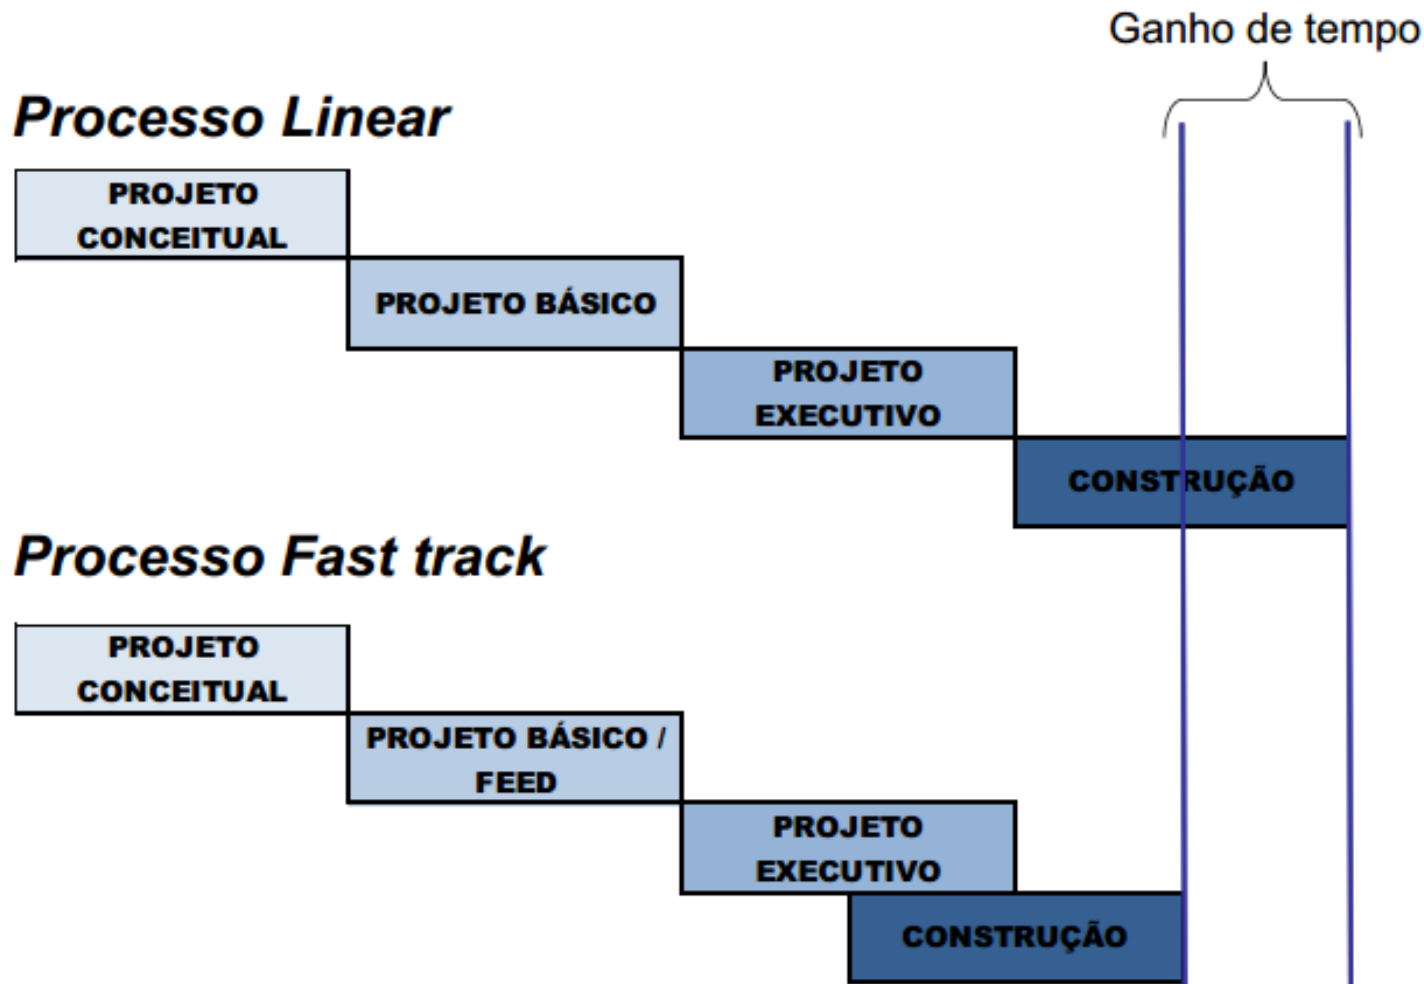 Ganho de tempo
Processo Linear
PROJETO
CONCEITUAL
PROJETO BÁSICO
PROJETO
EXECUTIVO
CONSTRUÇÃO
Processo Fast track
PROJETO
CONCEITUAL
PROJETO BÁSICO /
FEED
PROJETO
EXECUTIVO
CONSTRUÇÃO